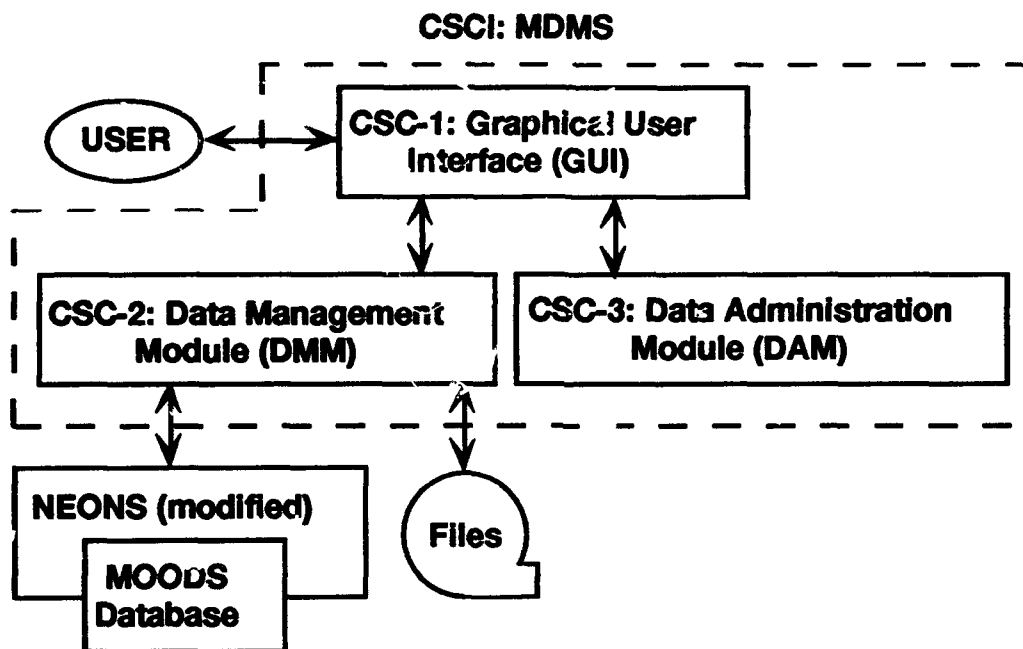 CSCI: MDMS
USER
CSC-1: Graphical User
Interface (GUI)
CSC-2: Data Management
Module (DMM)
CSC-3: Data Administration
Module (DAM)
NEONS (modified)
MOODS
Database
Files